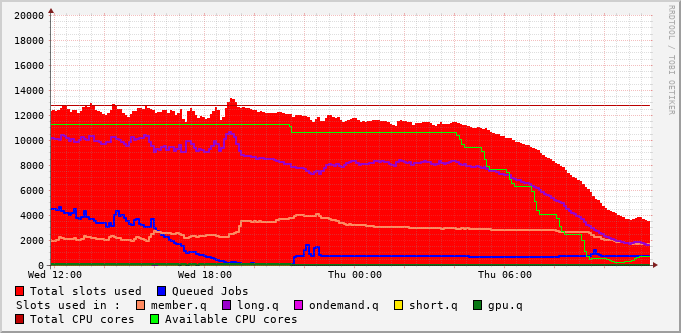 RRDTOOL / TOBI OETIKER
20000
18000
16000
14000
12000
10000
8000
6000
4000
2000
0
Wed 12:00 Wed 18:00 Thu 00:00 Thu 06:00
Total slots used Queued Jobs
Slots used in : member.q long.q ondemand.q short.q gpu.q
Total CPU cores Available CPU cores